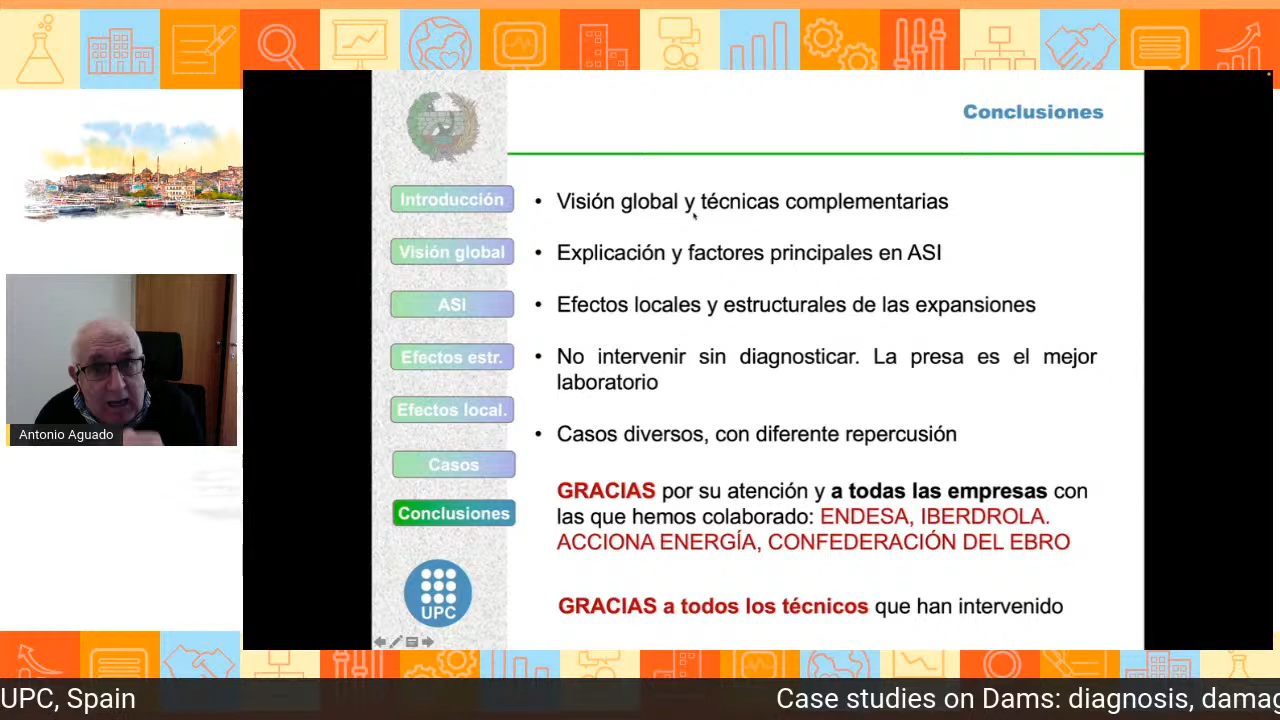 Conclusiones
Introducción
Visión global
ASI
Efectos estr.
Efectos local.
Casos
Conclusiones
UPC
• Visión global y técnicas complementarias
• Explicación y factores principales en ASI
• Efectos locales y estructurales de las expansiones
• No intervenir sin diagnosticar. La presa es el mejor
laboratorio
• Casos diversos, con diferente repercusión
GRACIAS por su atención y a todas las empresas con
las que hemos colaborado: ENDESA, IBERDROLA.
ACCIONA ENERGÍA, CONFEDERACIÓN DEL EBRO
GRACIAS a todos los técnicos que han intervenido
Antonio Aguado
UPC, Spain
Case studies on Dams: diagnosis, damag